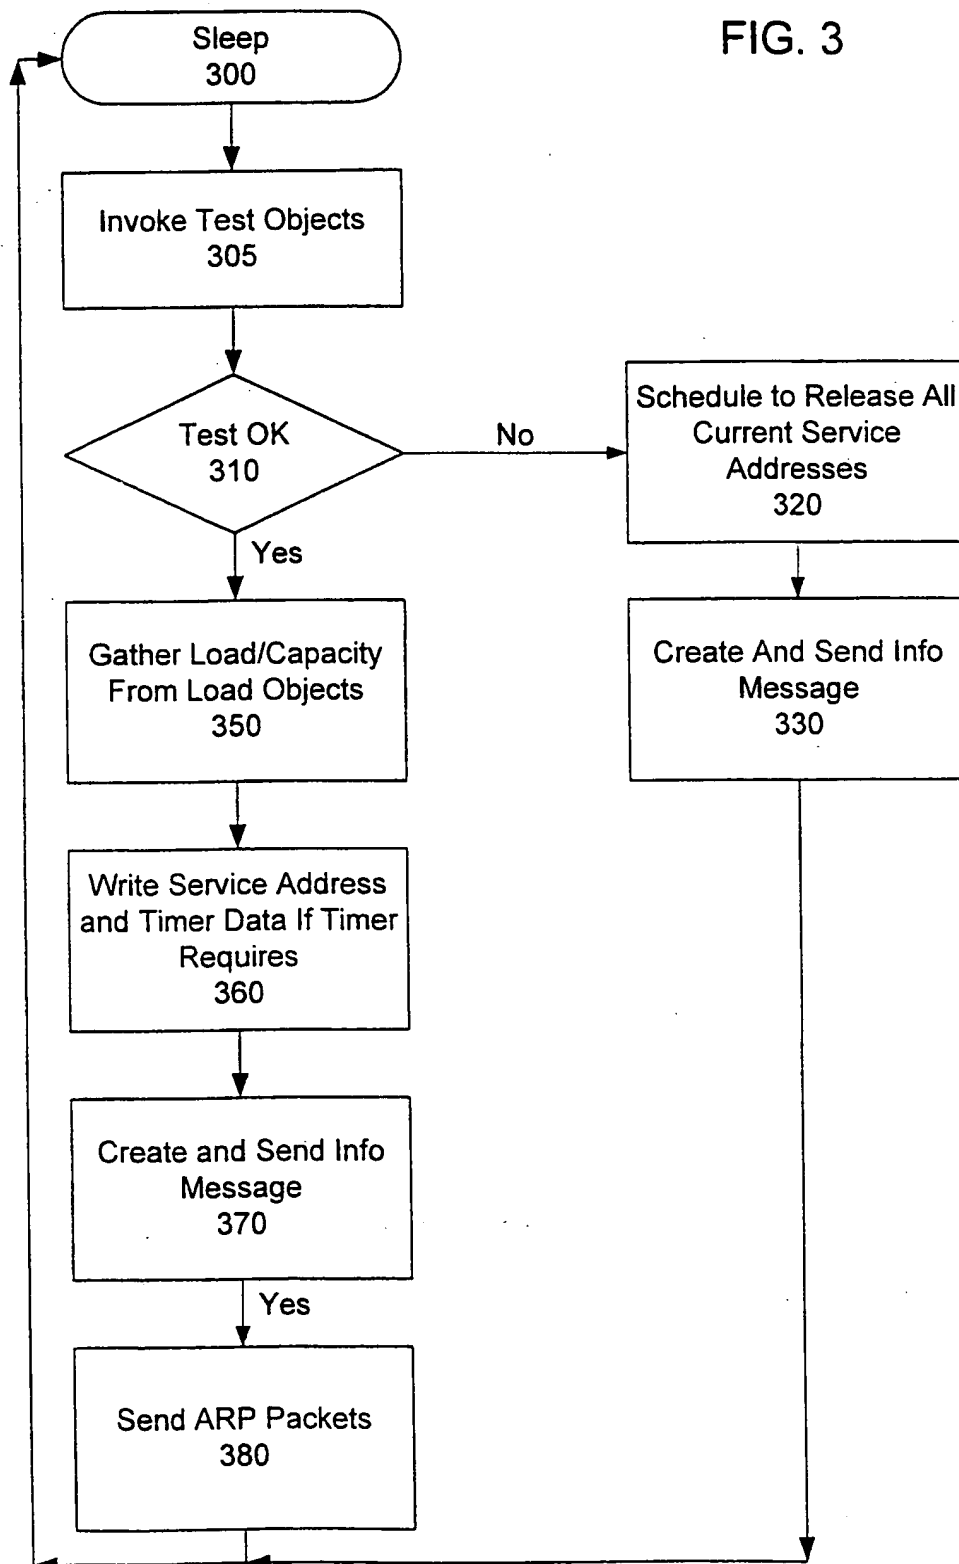 FIG. 3
Sleep
300
Invoke Test Objects
305
Test OK
310
No
Yes
Schedule to Release All
Current Service
Addresses
320
Create And Send Info
Message
330
Gather Load/Capacity
From Load Objects
350
Write Service Address
and Timer Data If Timer
Requires
360
Create and Send Info
Message
370
Yes
Send ARP Packets
380